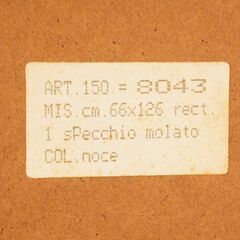 ART.150 = 8043
MIS.cm.66x126 rect.
1 sPecchio molato
COL.noce